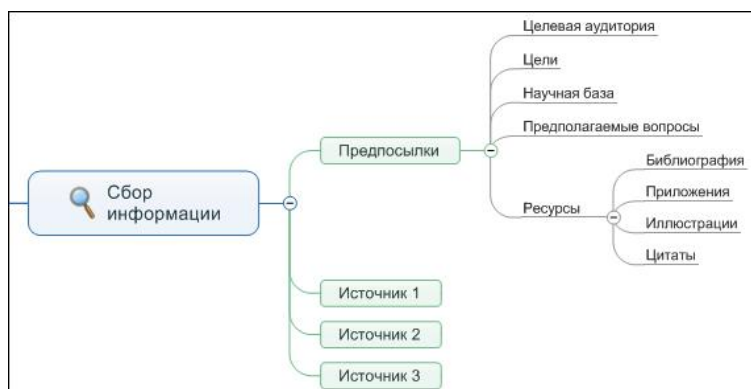 Сбор
информации
Предпосылки
Целевая аудитория
Цели
Научная база
Предполагаемые вопросы
Ресурсы
Библиография
Приложения
Иллюстрации
Цитаты
Источник 1
Источник 2
Источник 3